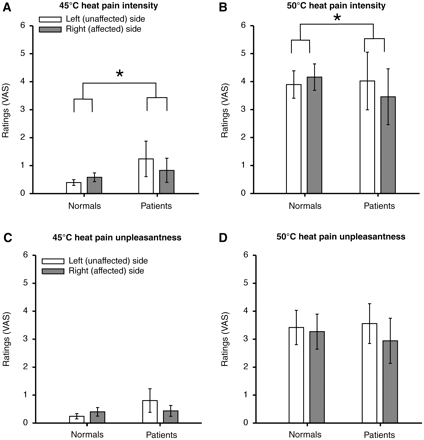 A
45°C heat pain intensity
Left (unaffected) side
Right (affected) side
*
Ratings (VAS)
6
5
4
3
2
1
0
Normals
Patients
B
50°C heat pain intensity
*
Ratings (VAS)
6
5
4
3
2
1
0
Normals
Patients
C
45°C heat pain unpleasantness
Left (unaffected) side
Right (affected) side
Ratings (VAS)
6
5
4
3
2
1
0
Normals
Patients
D
50°C heat pain unpleasantness
Ratings (VAS)
6
5
4
3
2
1
0
Normals
Patients